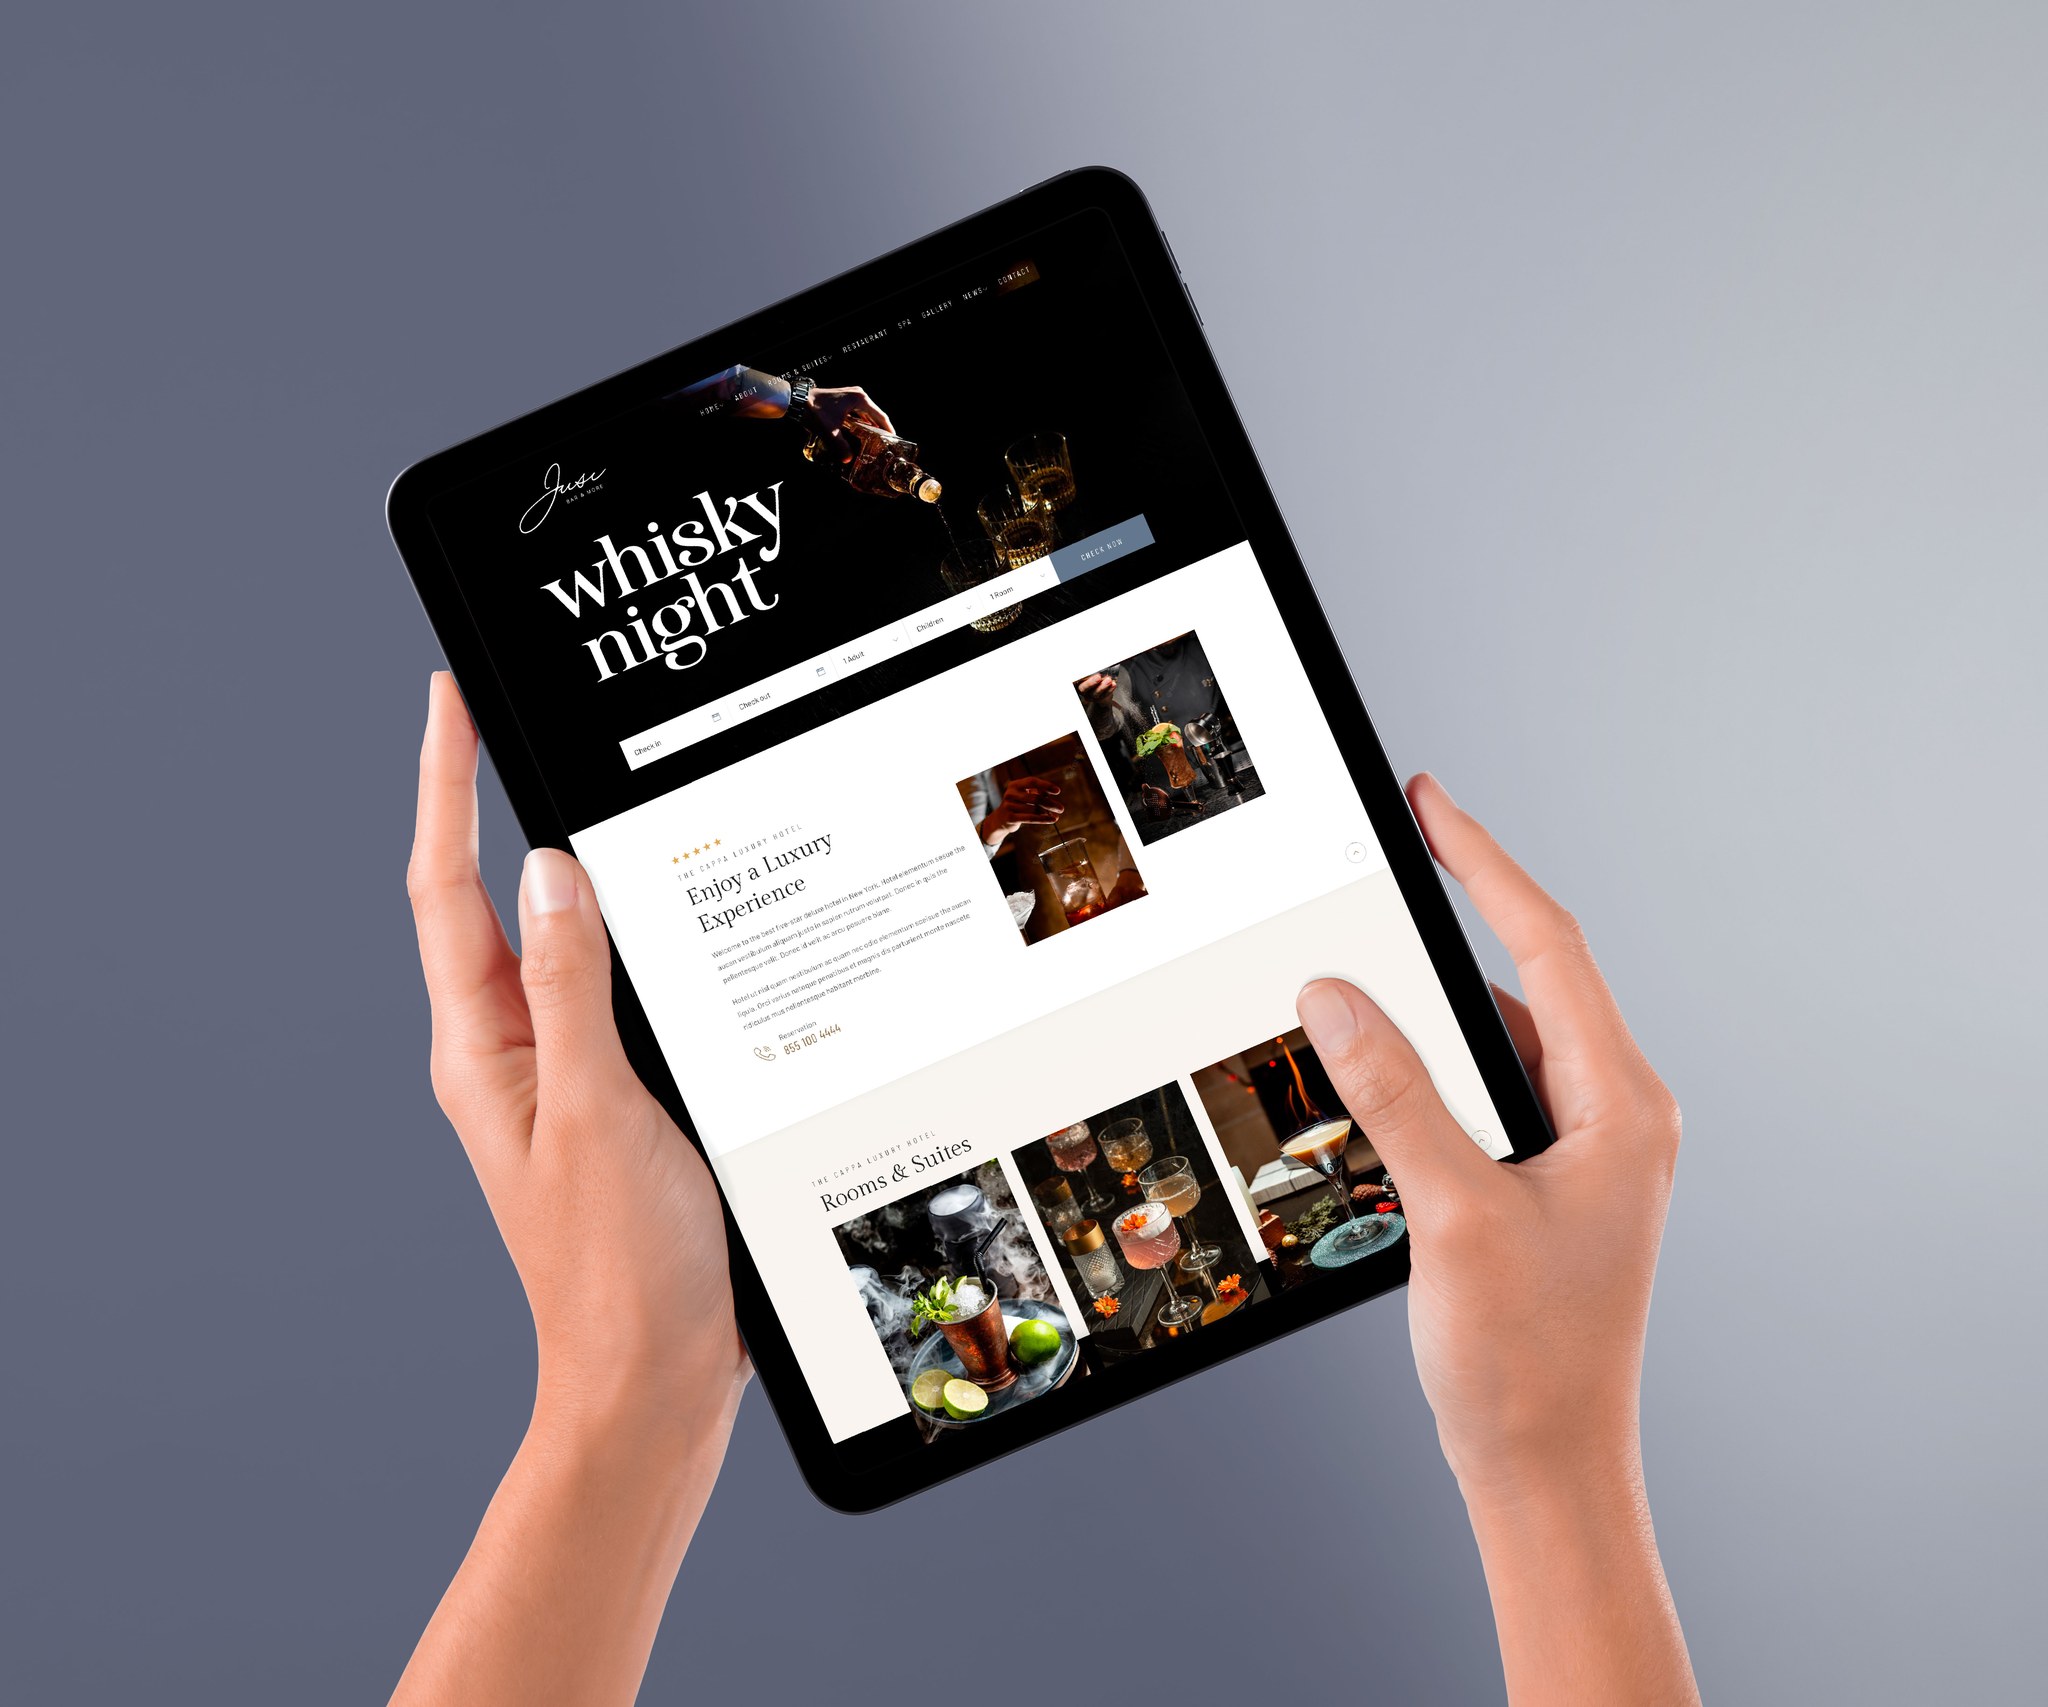 HOME
ABOUT
ROOMS & SUITES
RESTAURANT
SPA
GALLERY
NEWS
CONTACT
Juse
BAR & MORE
whisky
night
Check in
Check out
1 Adult
Children
1 Room
CHECK NOW
THE CAPPA LUXURY HOTEL
Enjoy a Luxury
Experience
Welcome to the best five-star deluxe hotel in New York. Hotel elementum sesue the
aucan vestibulum aliquam justo in sapien rutrum volutpat. Donec in quis the
pellentesque velit. Donec id velit ac arcu posuere blane.
Hotel ut nisl quam nestibulum ac quam nec odio elementum sceisue the aucan
ligula. Orci varius natoque penatibus et magnis dis parturient monte nascete
ridiculus mus nellentesque habitant morbine.
Reservation
855 100 4444
THE CAPPA LUXURY HOTEL
Rooms & Suites